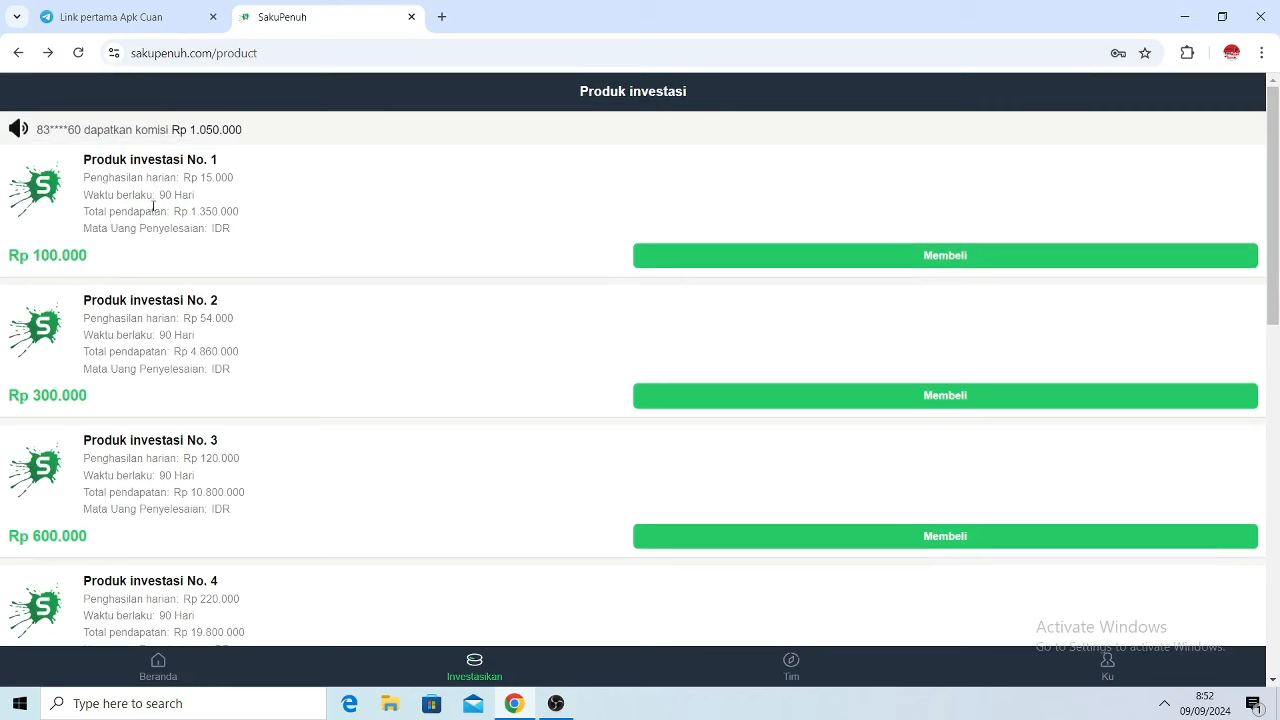 Link pertama Agar Cuan
SakuPenuh
sakupenuh.com/product
Produk investasi
83****60 dapatkan komisi Rp 1.050.000
Produk investasi No. 1
Penghasilan harian: Rp 15.000
Waktu berlaku: 90 Hari
Total pendapatan: Rp 1.350.000
Mata Uang Penyelesaian: IDR
Rp 100.000
Membeli
Produk investasi No. 2
Penghasilan harian: Rp 54.000
Waktu berlaku: 90 Hari
Total pendapatan: Rp 4.860.000
Mata Uang Penyelesaian: IDR
Rp 300.000
Membeli
Produk investasi No. 3
Penghasilan harian: Rp 120.000
Waktu berlaku: 90 Hari
Total pendapatan: Rp 10.800.000
Mata Uang Penyelesaian: IDR
Rp 600.000
Membeli
Produk investasi No. 4
Penghasilan harian: Rp 220.000
Waktu berlaku: 90 Hari
Total pendapatan: Rp 19.800.000
Activate Windows
Go to Settings to activate Windows.
Beranda
Investasikan
Tim
Ku
Type here to search
8:52
09/09/2024